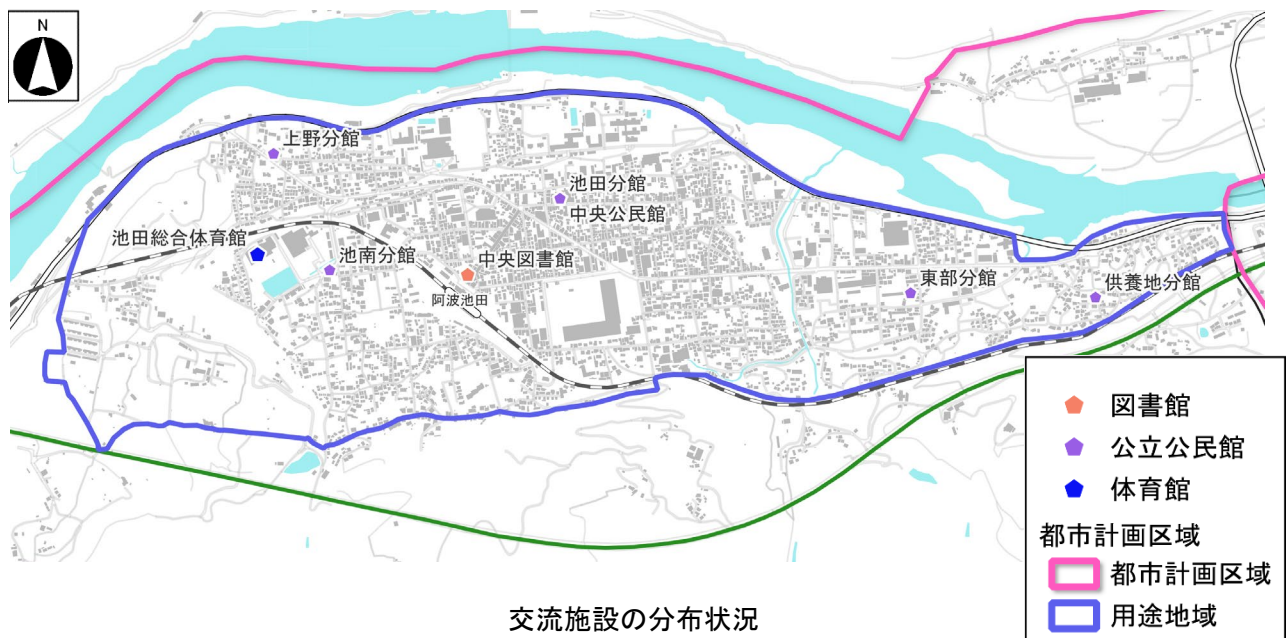 N
上野分館
池田分館
中央公民館
池田総合体育館
池南分館
中央図書館
阿波池田
東部分館
供養地分館
図書館
公立公民館
体育館
都市計画区域
都市計画区域
用途地域
交流施設の分布状況